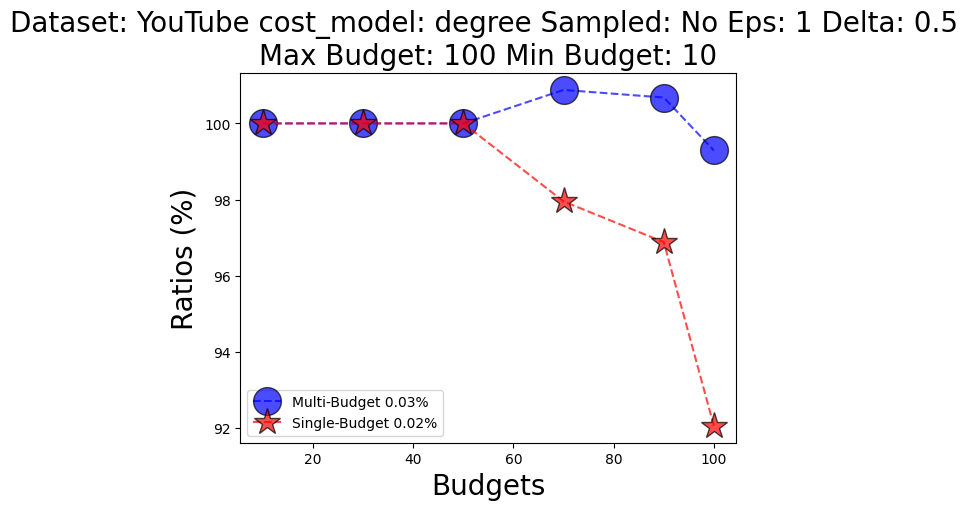 Dataset: YouTube cost_model: degree Sampled: No Eps: 1 Delta: 0.5
Max Budget: 100 Min Budget: 10
100
98
96
94
92
Ratios (%)
Multi-Budget 0.03%
Single-Budget 0.02%
20 40 60 80 100
Budgets